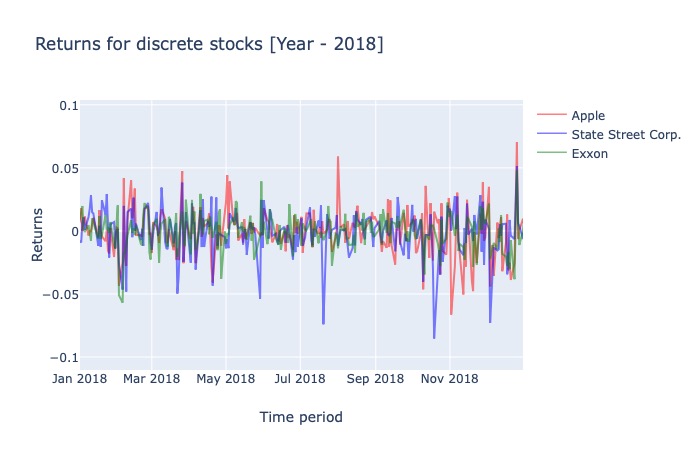 Returns for discrete stocks [Year - 2018]
0.1
0.05
0
−0.05
−0.1
Returns
Jan 2018 Mar 2018 May 2018 Jul 2018 Sep 2018 Nov 2018
Time period
Apple
State Street Corp.
Exxon